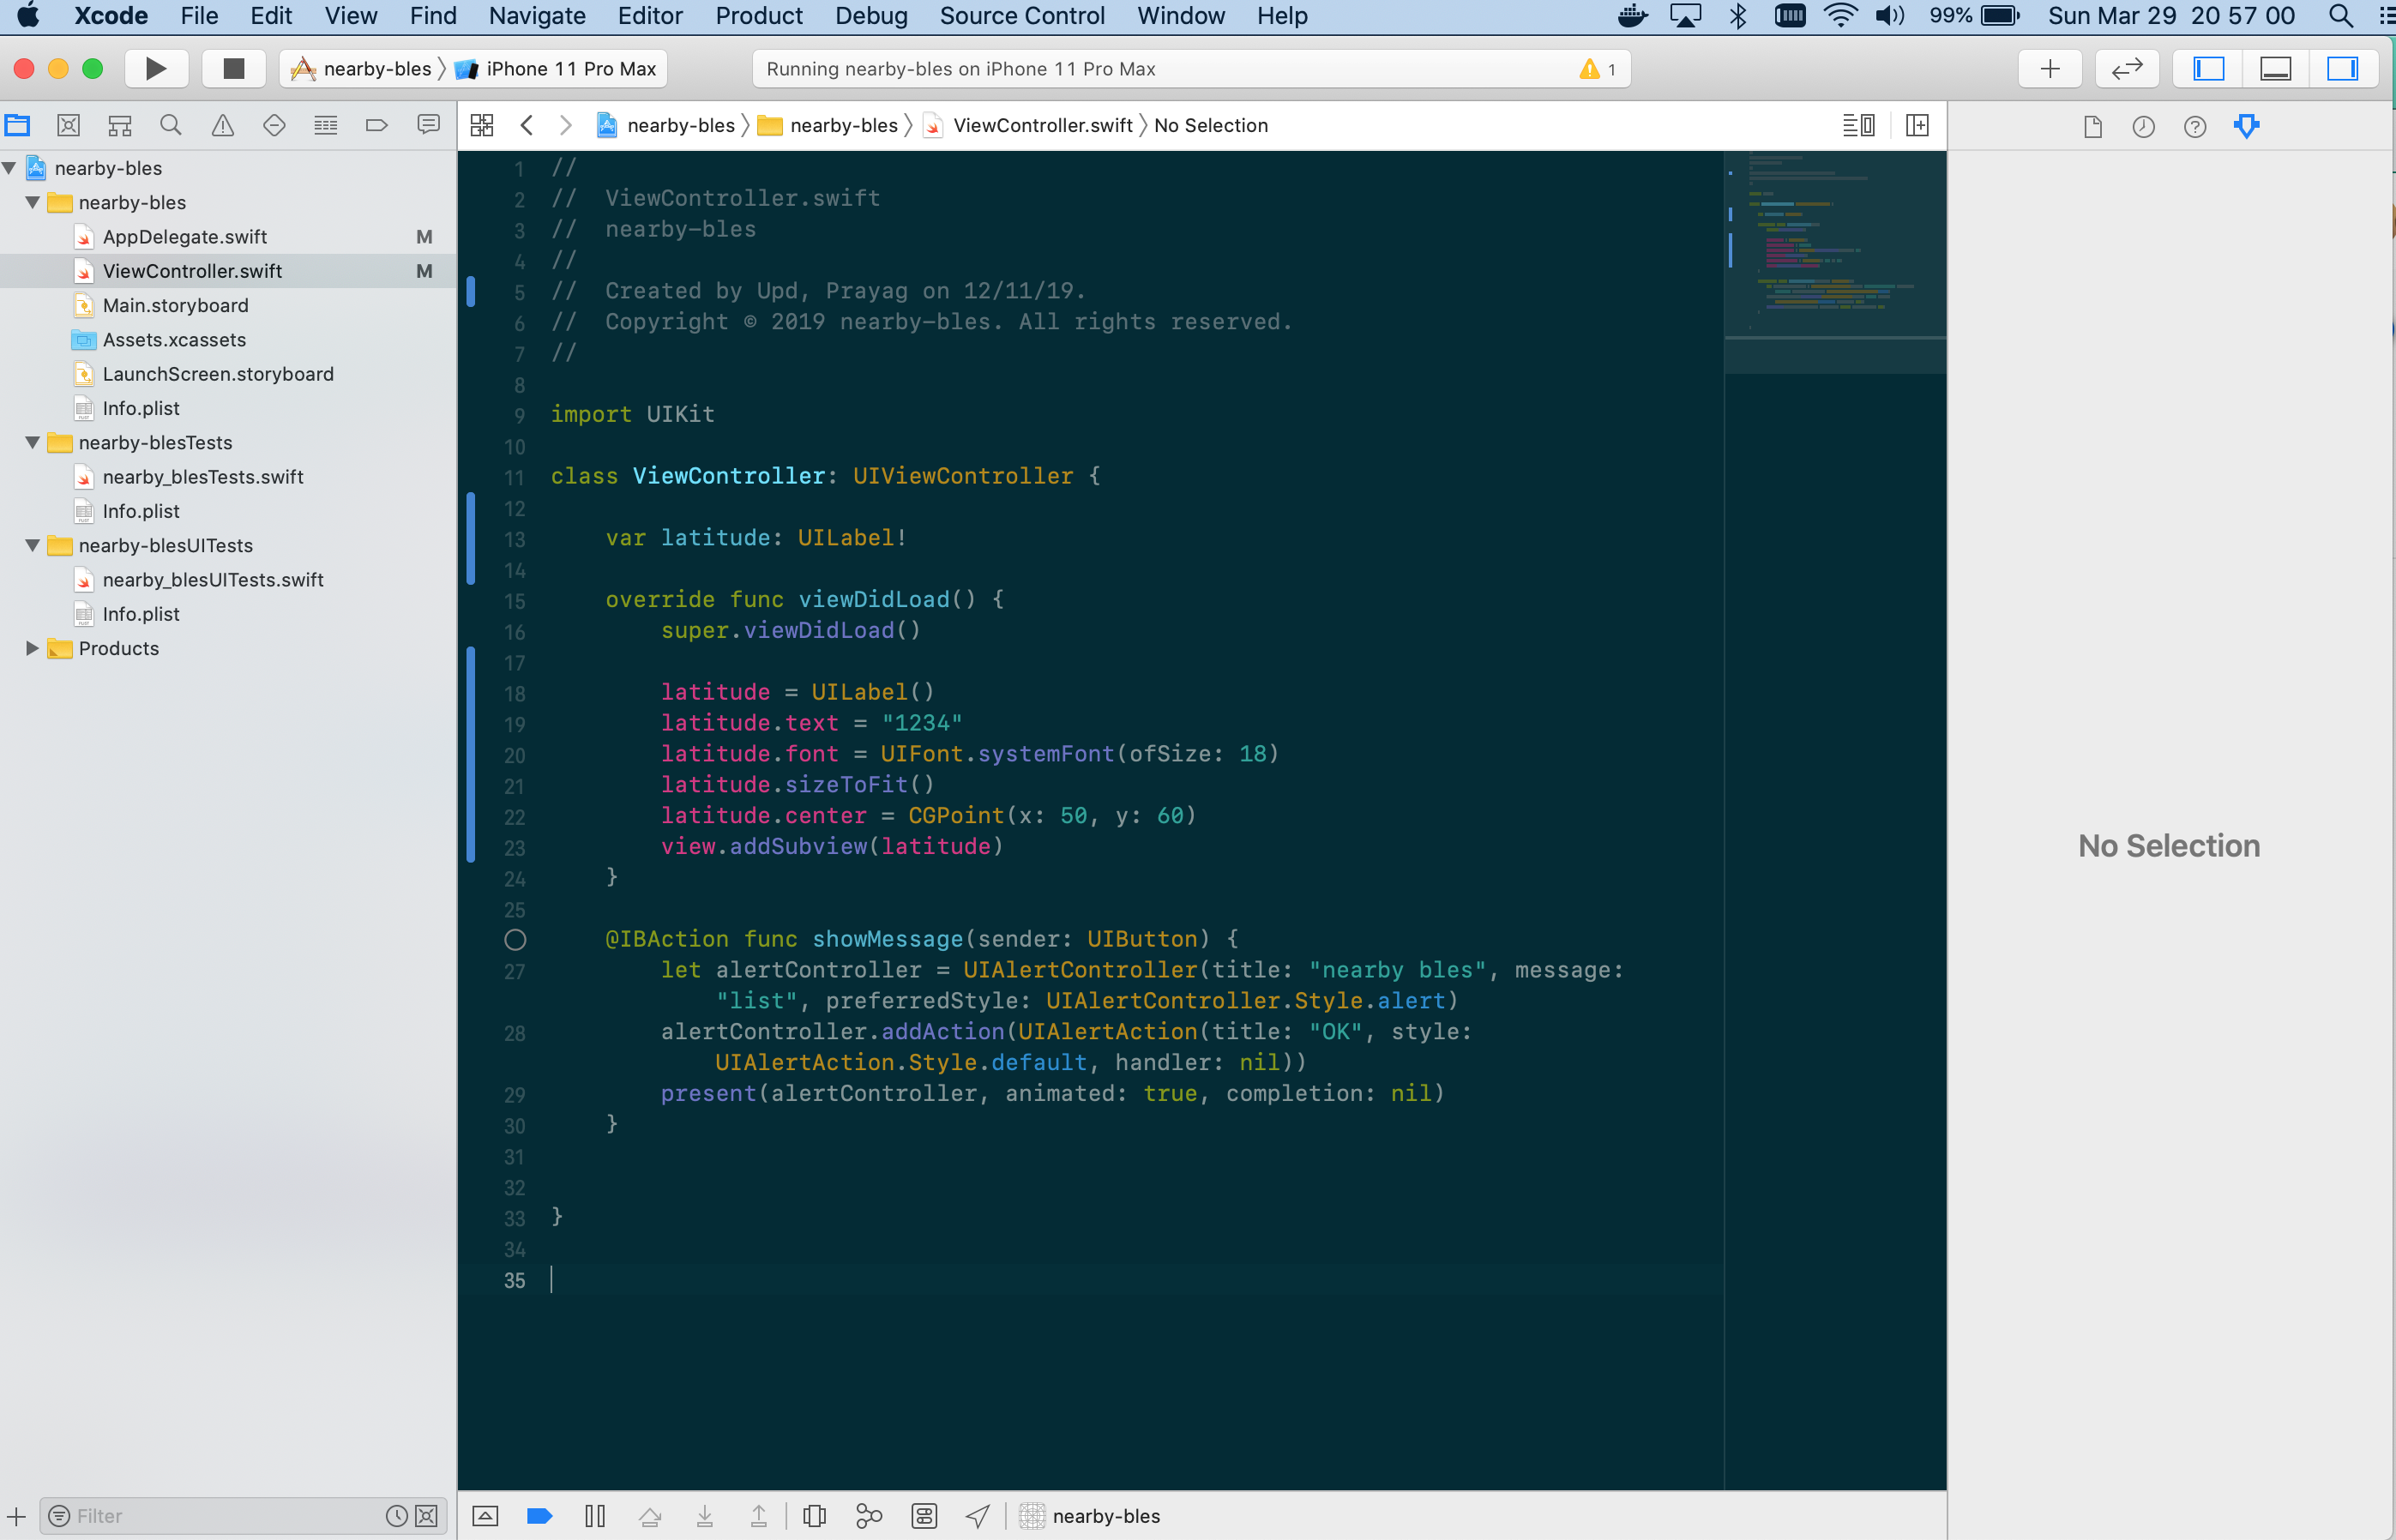 Xcode File Edit View Find Navigate Editor Product Debug Source Control Window Help 99% Sun Mar 29 20 57 00
nearby-bles iPhone 11 Pro Max Running nearby-bles on iPhone 11 Pro Max 1
nearby-bles nearby-bles ViewController.swift No Selection
nearby-bles
nearby-bles
AppDelegate.swift M
ViewController.swift M
Main.storyboard
Assets.xcassets
LaunchScreen.storyboard
Info.plist
nearby-blesTests
nearby_blesTests.swift
Info.plist
nearby-blesUITests
nearby_blesUITests.swift
Info.plist
Products
Filter
1 //
2 //  ViewController.swift
3 //  nearby-bles
4 //
5 //  Created by Upd, Prayag on 12/11/19.
6 //  Copyright © 2019 nearby-bles. All rights reserved.
7 //
8
9 import UIKit
10
11 class ViewController: UIViewController {
12
13     var latitude: UILabel!
14
15     override func viewDidLoad() {
16         super.viewDidLoad()
17
18         latitude = UILabel()
19         latitude.text = "1234"
20         latitude.font = UIFont.systemFont(ofSize: 18)
21         latitude.sizeToFit()
22         latitude.center = CGPoint(x: 50, y: 60)
23         view.addSubview(latitude)
24     }
25
@IBAction func showMessage(sender: UIButton) {
27         let alertController = UIAlertController(title: "nearby bles", message:
"list", preferredStyle: UIAlertController.Style.alert)
28         alertController.addAction(UIAlertAction(title: "OK", style:
UIAlertAction.Style.default, handler: nil))
29         present(alertController, animated: true, completion: nil)
30     }
31
32
33 }
34
35
nearby-bles
No Selection